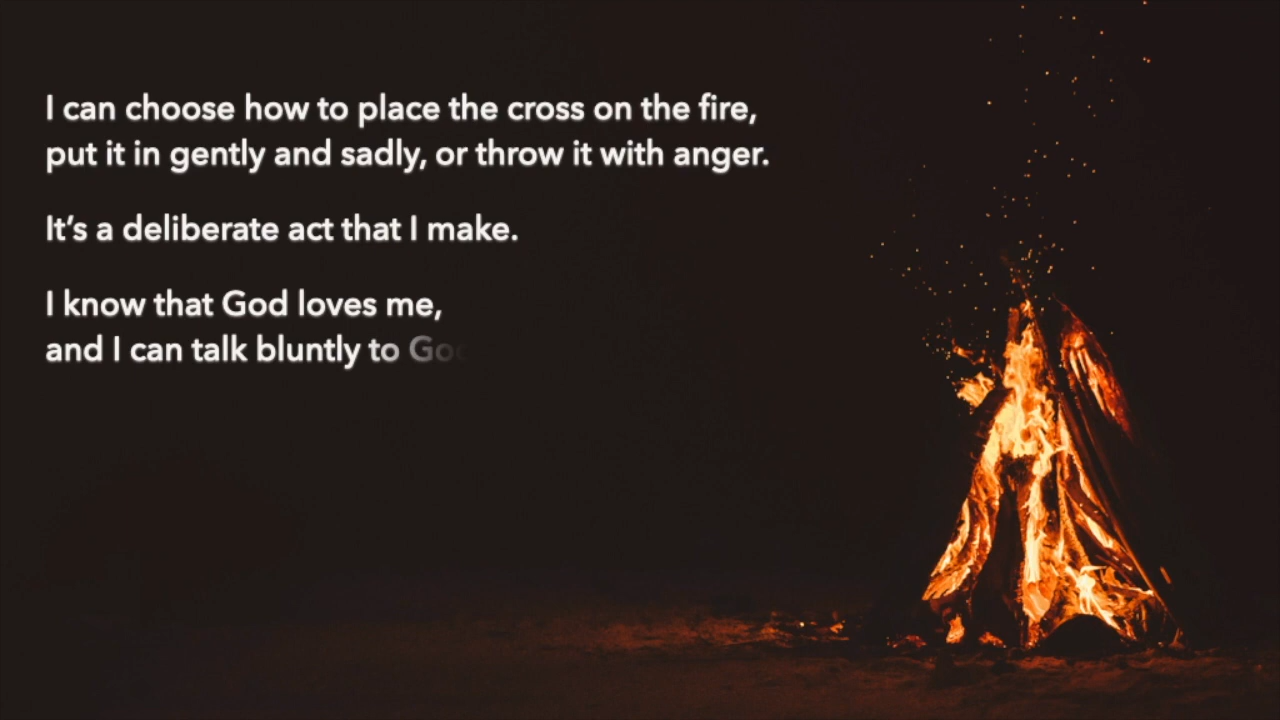 I can choose how to place the cross on the fire,
put it in gently and sadly, or throw it with anger.
It’s a deliberate act that I make.
I know that God loves me,
and I can talk bluntly to